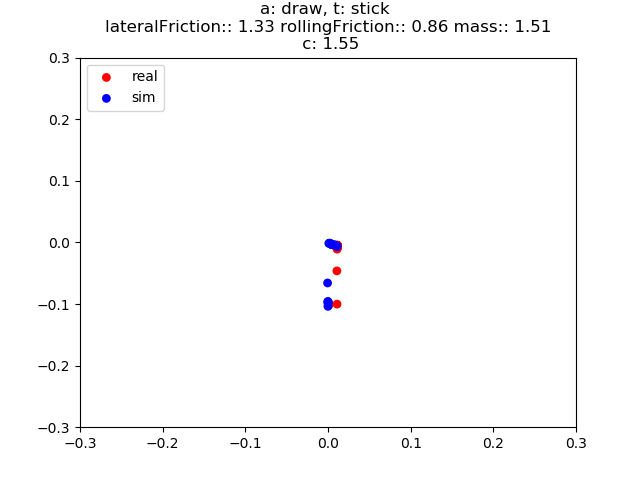 a: draw, t: stick
lateralFriction:: 1.33 rollingFriction:: 0.86 mass:: 1.51
c: 1.55
real
sim
0.3
0.2
0.1
0.0
−0.1
−0.2
−0.3
−0.3 −0.2 −0.1 0.0 0.1 0.2 0.3